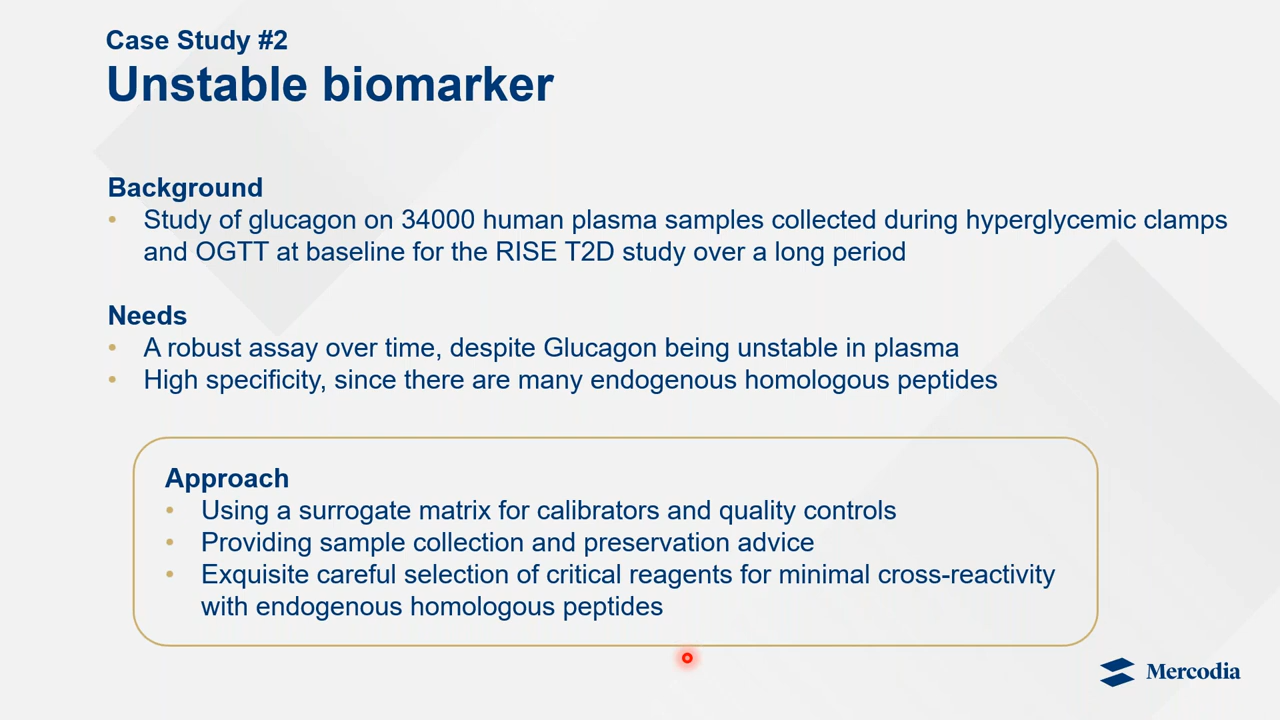 Case Study #2
Unstable biomarker
Background
• Study of glucagon on 34000 human plasma samples collected during hyperglycemic clamps
and OGTT at baseline for the RISE T2D study over a long period
Needs
• A robust assay over time, despite Glucagon being unstable in plasma
• High specificity, since there are many endogenous homologous peptides
Approach
• Using a surrogate matrix for calibrators and quality controls
• Providing sample collection and preservation advice
• Exquisite careful selection of critical reagents for minimal cross-reactivity
with endogenous homologous peptides
Mercodia